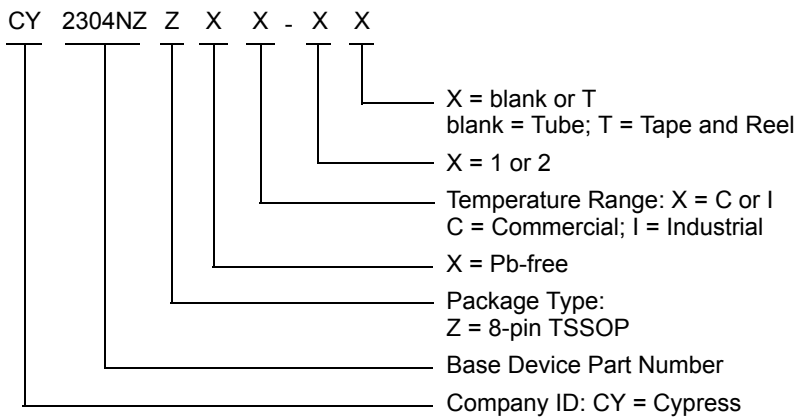 CY 2304NZ Z X X - X X
X = blank or T
blank = Tube; T = Tape and Reel
X = 1 or 2
Temperature Range: X = C or I
C = Commercial; I = Industrial
X = Pb-free
Package Type:
Z = 8-pin TSSOP
Base Device Part Number
Company ID: CY = Cypress